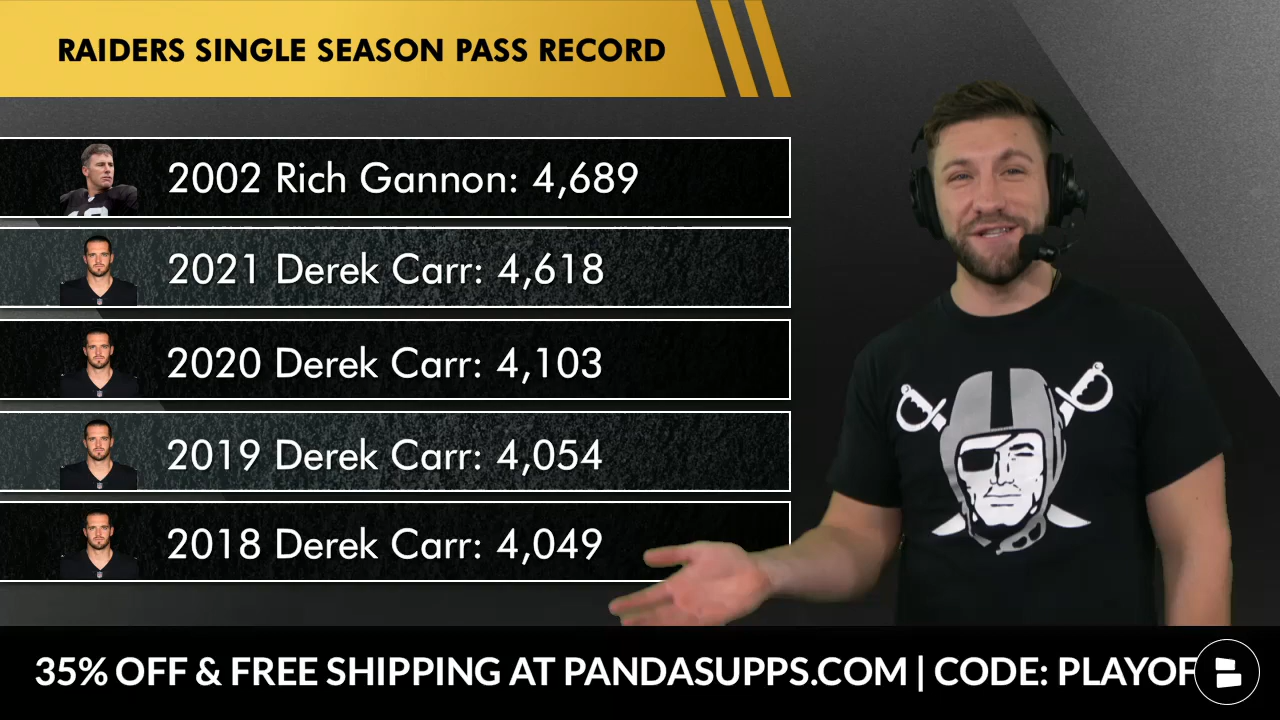 RAIDERS SINGLE SEASON PASS RECORD
2002 Rich Gannon: 4,689
2021 Derek Carr: 4,618
2020 Derek Carr: 4,103
2019 Derek Carr: 4,054
2018 Derek Carr: 4,049
35% OFF & FREE SHIPPING AT PANDASUPPS.COM | CODE: PLAYOF